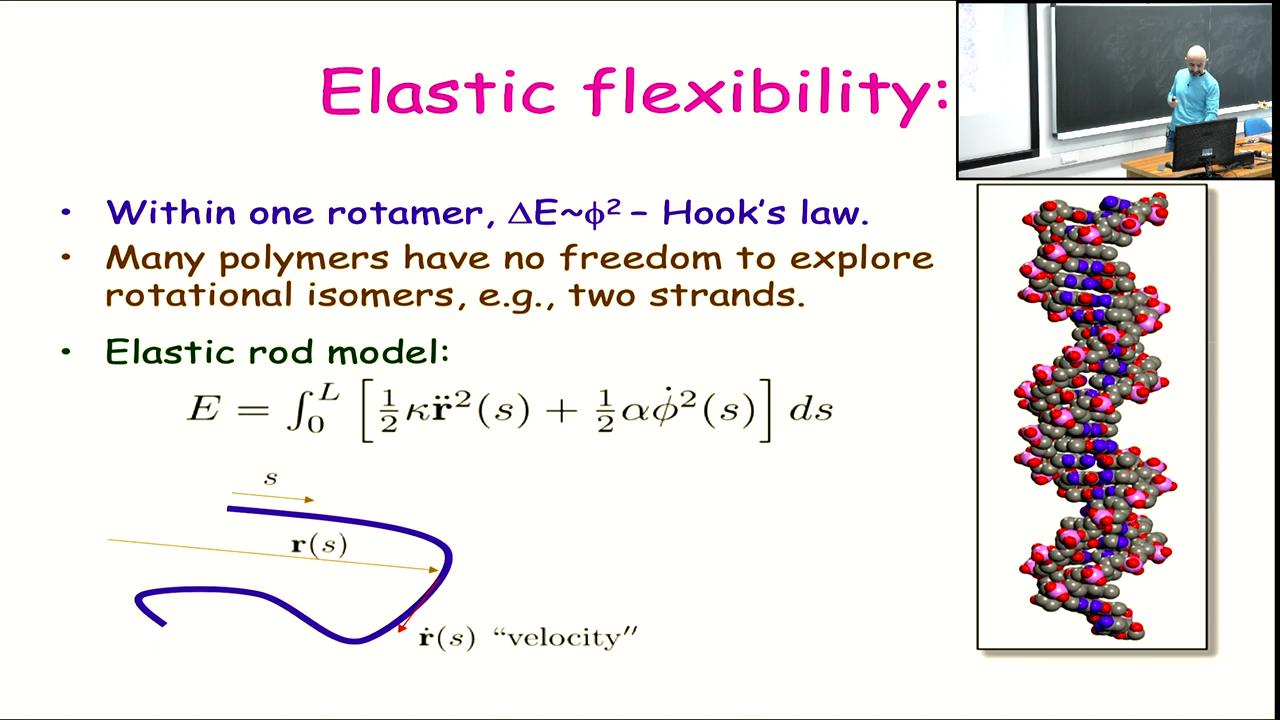 Elastic flexibility:
• Within one rotamer, ΔE~ϕ² – Hook's law.
• Many polymers have no freedom to explore
rotational isomers, e.g., two strands.
• Elastic rod model:
E = ∫₀ᴸ [½κr̈²(s) + ½αϕ̇²(s)] ds
s
r(s)
ṙ(s) “velocity”